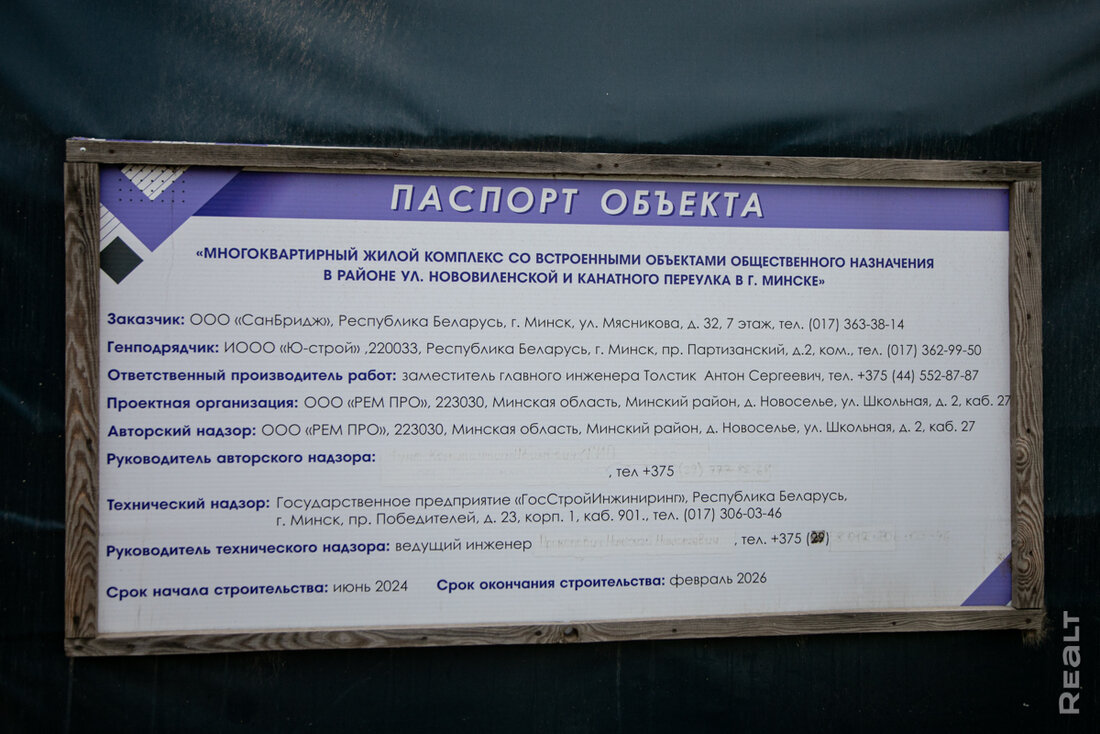 ПАСПОРТ ОБЪЕКТА
«МНОГОКВАРТИРНЫЙ ЖИЛОЙ КОМПЛЕКС СО ВСТРОЕННЫМИ ОБЪЕКТАМИ ОБЩЕСТВЕННОГО НАЗНАЧЕНИЯ
В РАЙОНЕ УЛ. НОВОВИЛЕНСКОЙ И КАНАТНОГО ПЕРЕУЛКА В Г. МИНСКЕ»
Заказчик: ООО «СанБридж», Республика Беларусь, г. Минск, ул. Мясникова, д. 32, 7 этаж, тел. (017) 363-38-14
Генподрядчик: ИООО «Ю-строй» ,220033, Республика Беларусь, г. Минск, пр. Партизанский, д.2, ком., тел. (017) 362-99-50
Ответственный производитель работ: заместитель главного инженера Толстик Антон Сергеевич, тел. +375 (44) 552-87-87
Проектная организация: ООО «РЕМ ПРО», 223030, Минская область, Минский район, д. Новоселье, ул. Школьная, д. 2, каб. 27
Авторский надзор: ООО «РЕМ ПРО», 223030, Минская область, Минский район, д. Новоселье, ул. Школьная, д. 2, каб. 27
Руководитель авторского надзора:
, тел +375
Технический надзор: Государственное предприятие «ГосСтройИнжиниринг», Республика Беларусь,
г. Минск, пр. Победителей, д. 23, корп. 1, каб. 901., тел. (017) 306-03-46
Руководитель технического надзора: ведущий инженер , тел. +375 (29)
Срок начала строительства: июнь 2024 Срок окончания строительства: февраль 2026
REALT